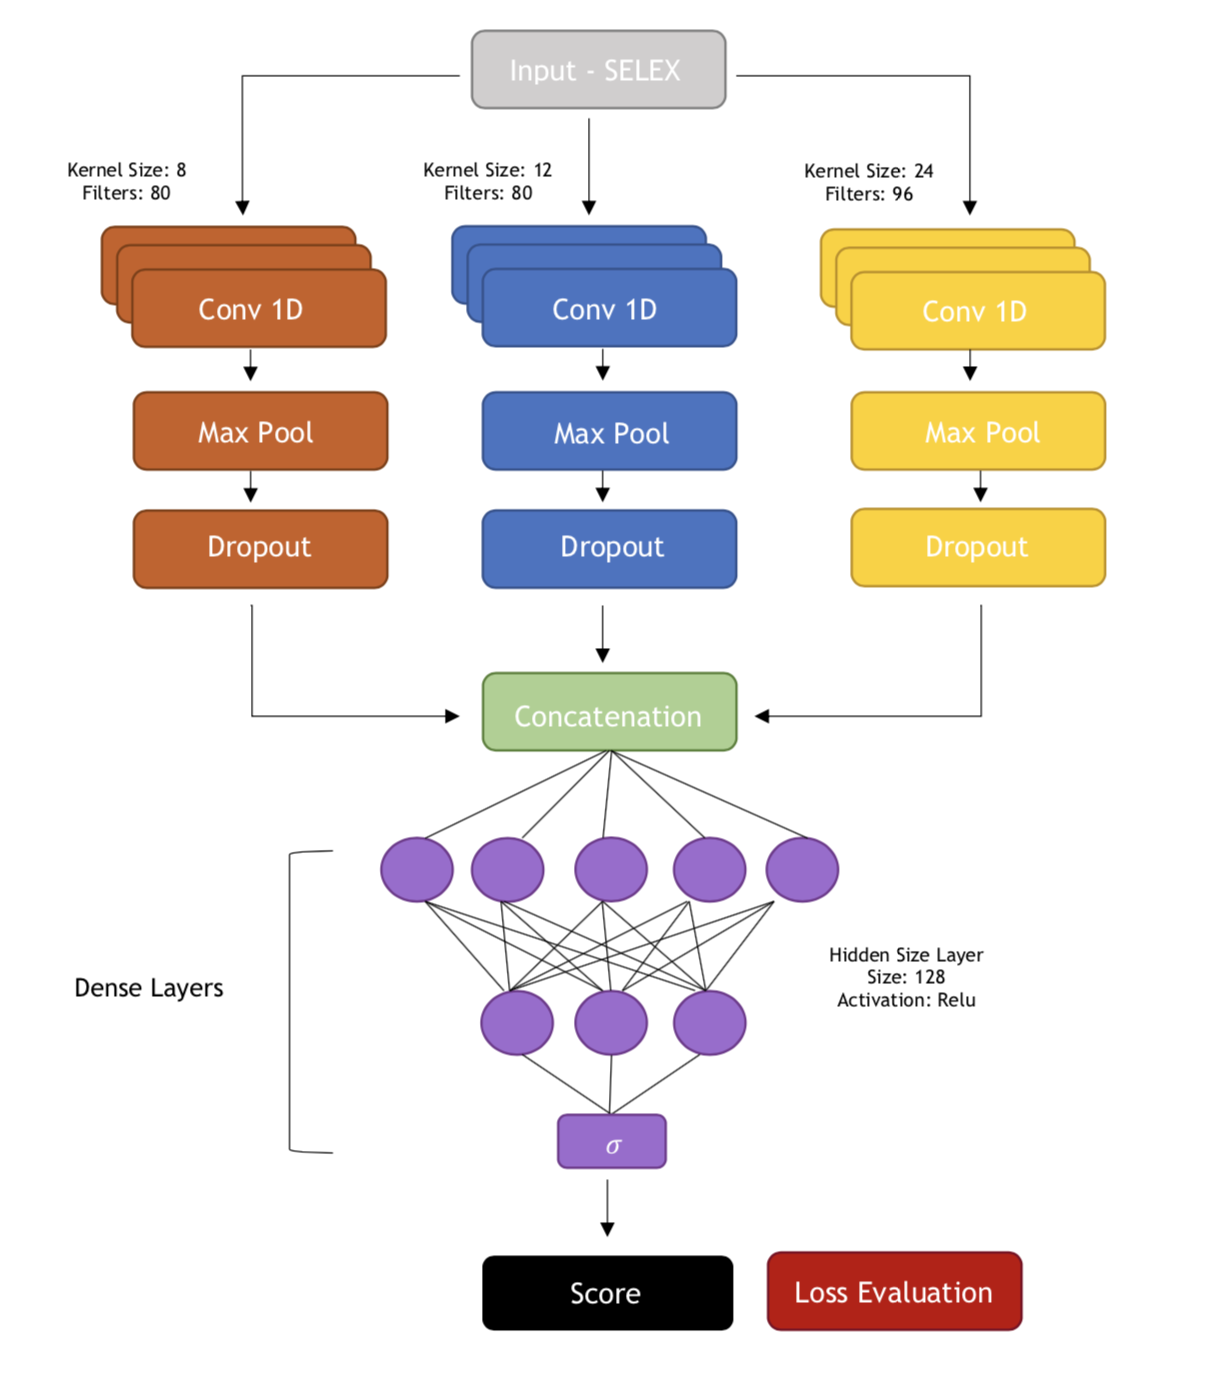 Input - SELEX
Kernel Size: 8
Filters: 80
Kernel Size: 12
Filters: 80
Kernel Size: 24
Filters: 96
Conv 1D
Conv 1D
Conv 1D
Max Pool
Max Pool
Max Pool
Dropout
Dropout
Dropout
Concatenation
Dense Layers
Hidden Size Layer
Size: 128
Activation: Relu
σ
Score
Loss Evaluation